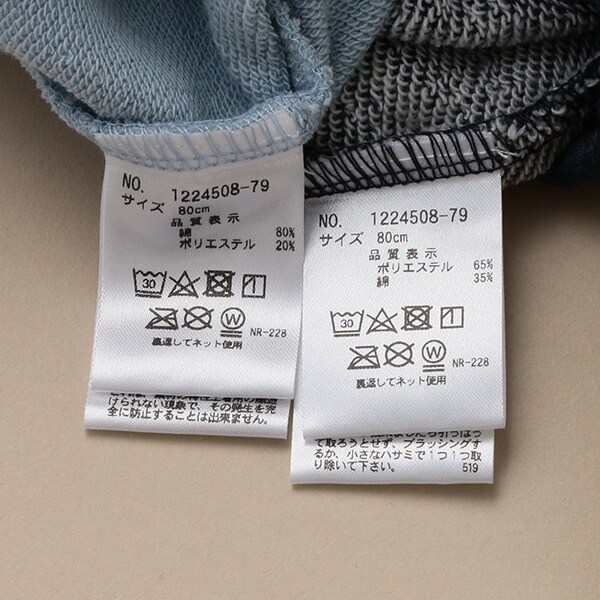 NO. 1224508-79
サイズ 80cm
品質表示
綿 80%
ポリエステル 20%
30
W
NR-228
裏返してネット使用
けられない現象で、その発生を完
全に防止することは出来ません。
NO. 1224508-79
サイズ 80cm
品質表示
ポリエステル 65%
綿 35%
30
W
NR-228
裏返してネット使用
て取ろうとせず、ブラッシングす
るか、小さなハサミで1つ1つ取
り除いて下さい。 519